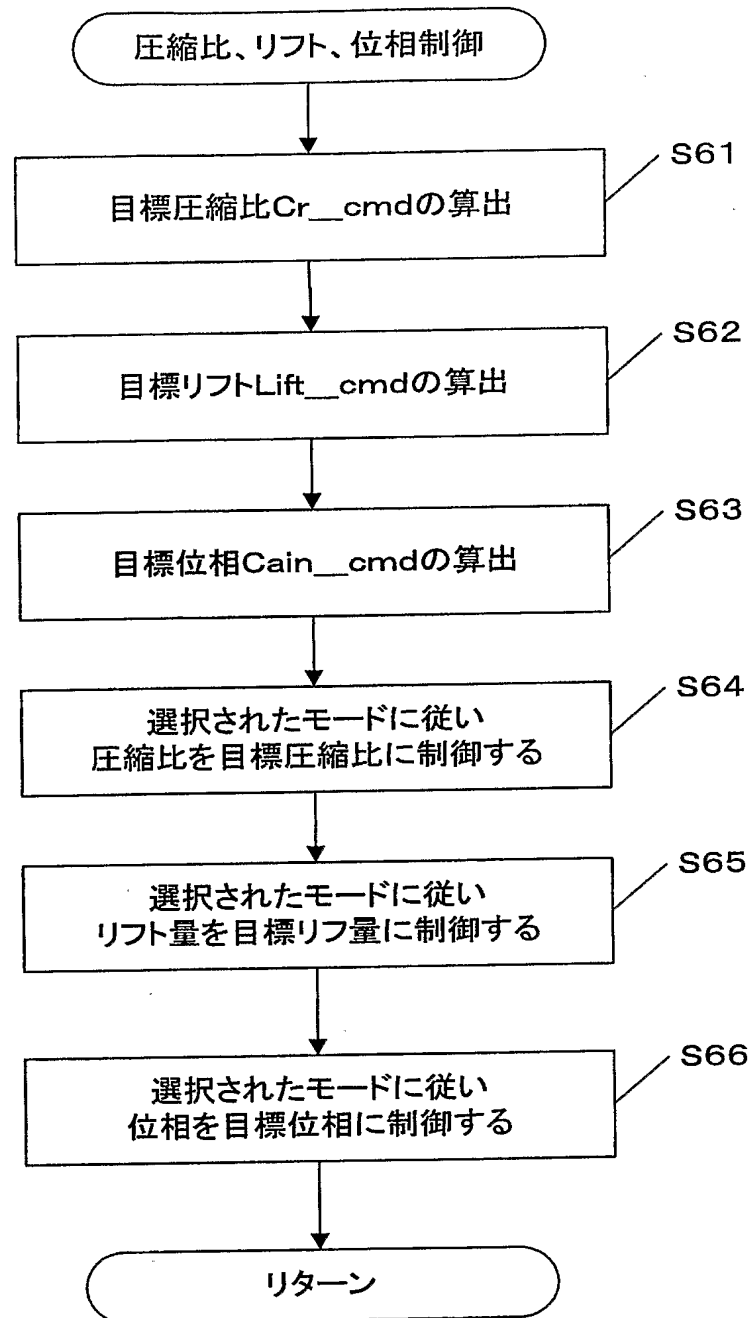 圧縮比、リフト、位相制御
S61
目標圧縮比Cr__cmdの算出
S62
目標リフトLift__cmdの算出
S63
目標位相Cain__cmdの算出
S64
選択されたモードに従い
圧縮比を目標圧縮比に制御する
S65
選択されたモードに従い
リフト量を目標リフ量に制御する
S66
選択されたモードに従い
位相を目標位相に制御する
リターン